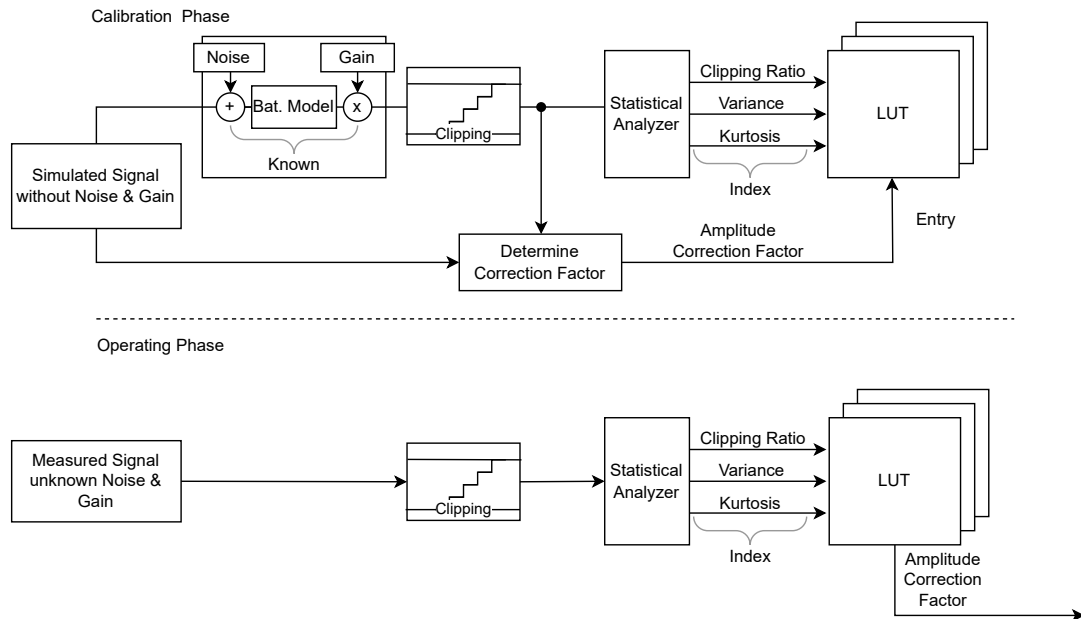 Calibration Phase
Noise
Gain
+
Bat. Model
x
Known
Clipping
Simulated Signal
without Noise & Gain
Statistical
Analyzer
Clipping Ratio
Variance
Kurtosis
Index
LUT
Entry
Determine
Correction Factor
Amplitude
Correction Factor
Operating Phase
Measured Signal
unknown Noise &
Gain
Clipping
Statistical
Analyzer
Clipping Ratio
Variance
Kurtosis
Index
LUT
Amplitude
Correction
Factor